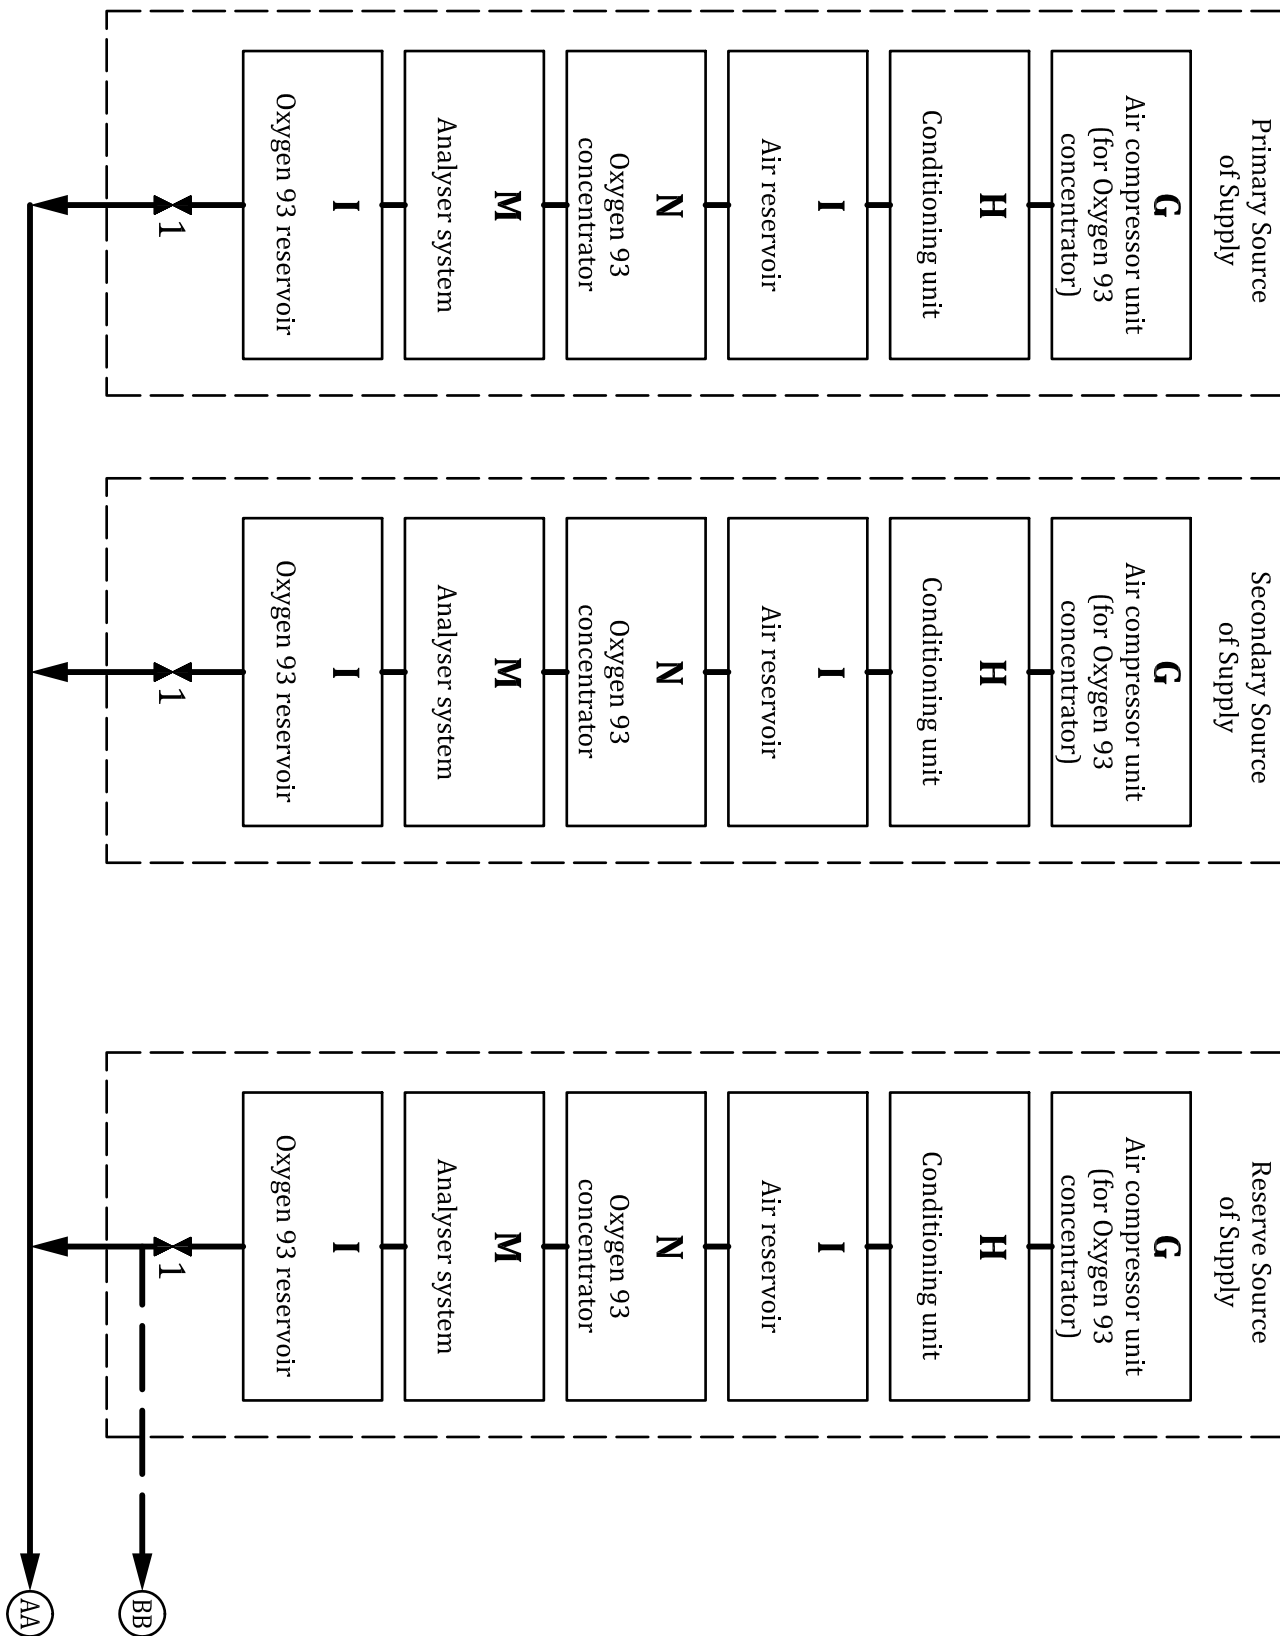 Primary Source
of Supply
G
Air compressor unit
(for Oxygen 93
concentrator)
H
Conditioning unit
I
Air reservoir
N
Oxygen 93
concentrator
M
Analyser system
I
Oxygen 93 reservoir
1
Secondary Source
of Supply
G
Air compressor unit
(for Oxygen 93
concentrator)
H
Conditioning unit
I
Air reservoir
N
Oxygen 93
concentrator
M
Analyser system
I
Oxygen 93 reservoir
1
Reserve Source
of Supply
G
Air compressor unit
(for Oxygen 93
concentrator)
H
Conditioning unit
I
Air reservoir
N
Oxygen 93
concentrator
M
Analyser system
I
Oxygen 93 reservoir
1
BB
AA